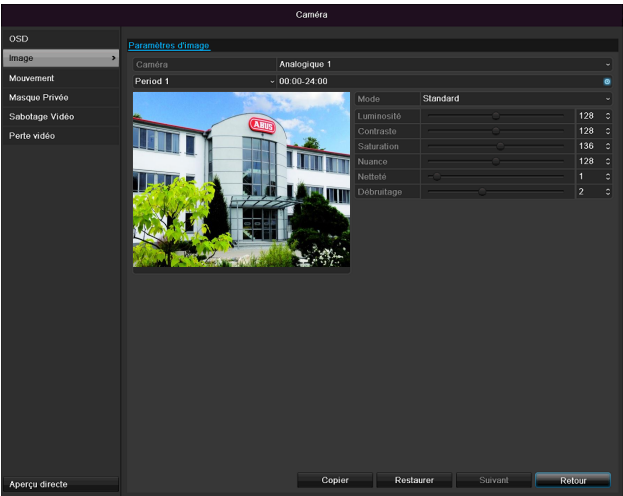 Caméra
OSD
Image
Mouvement
Masque Privée
Sabotage Vidéo
Perte vidéo
Aperçu directe
Paramètres d'image
Caméra Analogique 1
Period 1 00:00-24:00
ABUS
Mode Standard
Luminosité 128
Contraste 128
Saturation 136
Nuance 128
Netteté 1
Débruitage 2
Copier Restaurer Suivant Retour